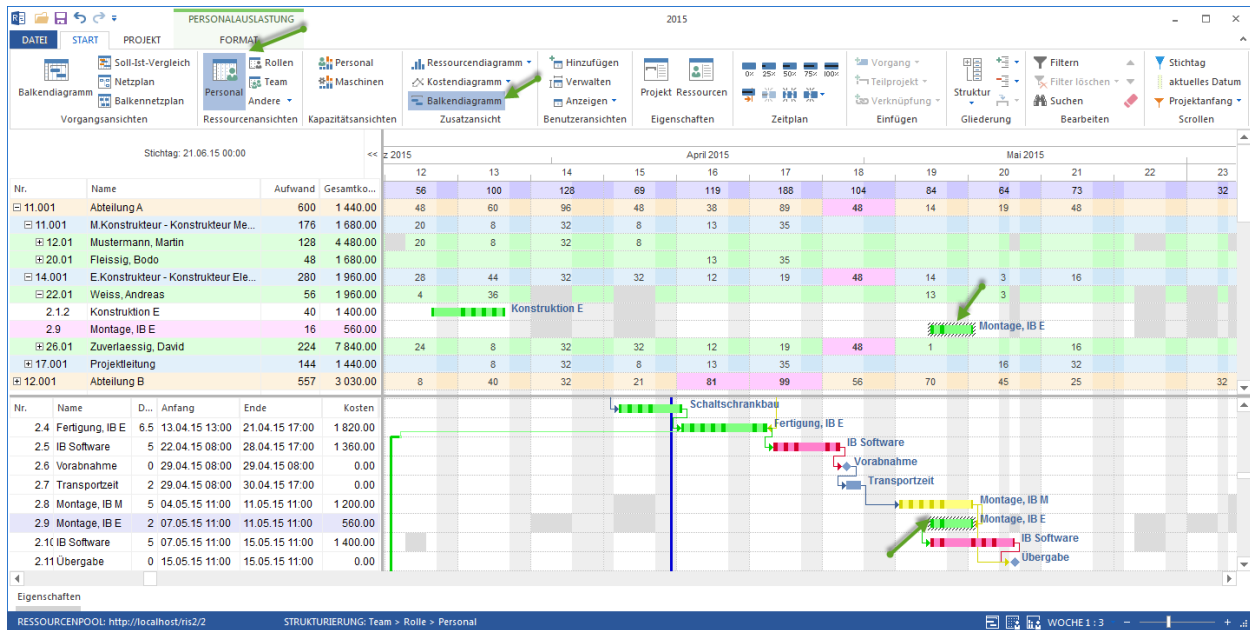 PERSONALAUSLASTUNG
2015
DATEI START PROJEKT FORMAT
Balkendiagramm
Soll-Ist-Vergleich
Netzplan
Balkennetzplan
Vorgangsansichten
Personal
Rollen
Team
Andere
Ressourcenansichten
Personal
Maschinen
Kapazitätsansichten
Ressourcendiagramm
Kostendiagramm
Balkendiagramm
Zusatzansicht
Hinzufügen
Verwalten
Anzeigen
Benutzeransichten
Projekt Ressourcen
Eigenschaften
0% 25% 50% 75% 100%
Zeitplan
Vorgang
Teilprojekt
Verknüpfung
Einfügen
Struktur
Gliederung
Filtern
Filter löschen
Suchen
Bearbeiten
Stichtag
aktuelles Datum
Projektanfang
Scrollen
Stichtag: 21.06.15 00:00 <<
z 2015 April 2015 Mai 2015
12 13 14 15 16 17 18 19 20 21 22 23
Nr. Name Aufwand Gesamtko... 56 100 128 69 119 188 104 84 64 73 32
11.001 Abteilung A 600 1 440.00 48 60 96 48 38 89 48 14 19 48
11.001 M.Konstrukteur - Konstrukteur Me... 176 1 680.00 20 8 32 8 13 35
12.01 Mustermann, Martin 128 4 480.00 20 8 32 8
20.01 Fleissig, Bodo 48 1 680.00 13 35
14.001 E.Konstrukteur - Konstrukteur Ele... 280 1 960.00 28 44 32 32 12 19 48 14 3 16
22.01 Weiss, Andreas 56 1 960.00 4 36 13 3
2.1.2 Konstruktion E 40 1 400.00 Konstruktion E
2.9 Montage, IB E 16 560.00 Montage, IB E
26.01 Zuverlaessig, David 224 7 840.00 24 8 32 32 12 19 48 1 16
17.001 Projektleitung 144 1 440.00 8 32 8 13 35 16 32
12.001 Abteilung B 557 3 030.00 8 40 32 21 81 99 56 70 45 25 32
Nr. Name D... Anfang Ende Kosten Schaltschrankbau
2.4 Fertigung, IB E 6.5 13.04.15 13:00 21.04.15 17:00 1 820.00 Fertigung, IB E
2.5 IB Software 5 22.04.15 08:00 28.04.15 17:00 1 360.00 IB Software
2.6 Vorabnahme 0 29.04.15 08:00 29.04.15 08:00 0.00 Vorabnahme
2.7 Transportzeit 2 29.04.15 08:00 30.04.15 17:00 0.00 Transportzeit
2.8 Montage, IB M 5 04.05.15 11:00 11.05.15 11:00 1 200.00 Montage, IB M
2.9 Montage, IB E 2 07.05.15 11:00 11.05.15 11:00 560.00 Montage, IB E
2.1( IB Software 5 07.05.15 11:00 15.05.15 11:00 1 400.00 IB Software
2.11 Übergabe 0 15.05.15 11:00 15.05.15 11:00 0.00 Übergabe
Eigenschaften
RESSOURCENPOOL: http://localhost/ris2/2 STRUKTURIERUNG: Team > Rolle > Personal WOCHE 1 : 3